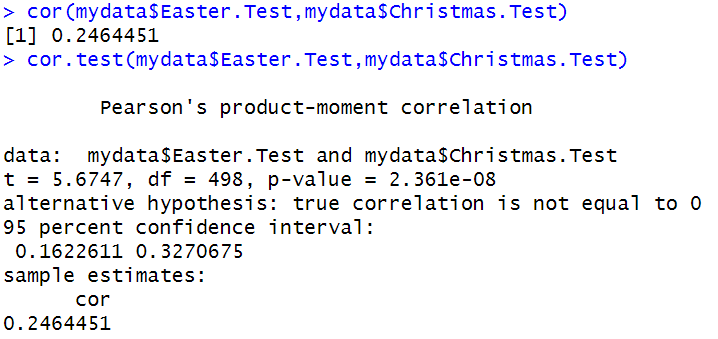 > cor(mydata$Easter.Test,mydata$Christmas.Test)
[1] 0.2464451
> cor.test(mydata$Easter.Test,mydata$Christmas.Test)
Pearson's product-moment correlation
data:  mydata$Easter.Test and mydata$Christmas.Test
t = 5.6747, df = 498, p-value = 2.361e-08
alternative hypothesis: true correlation is not equal to 0
95 percent confidence interval:
0.1622611 0.3270675
sample estimates:
cor
0.2464451